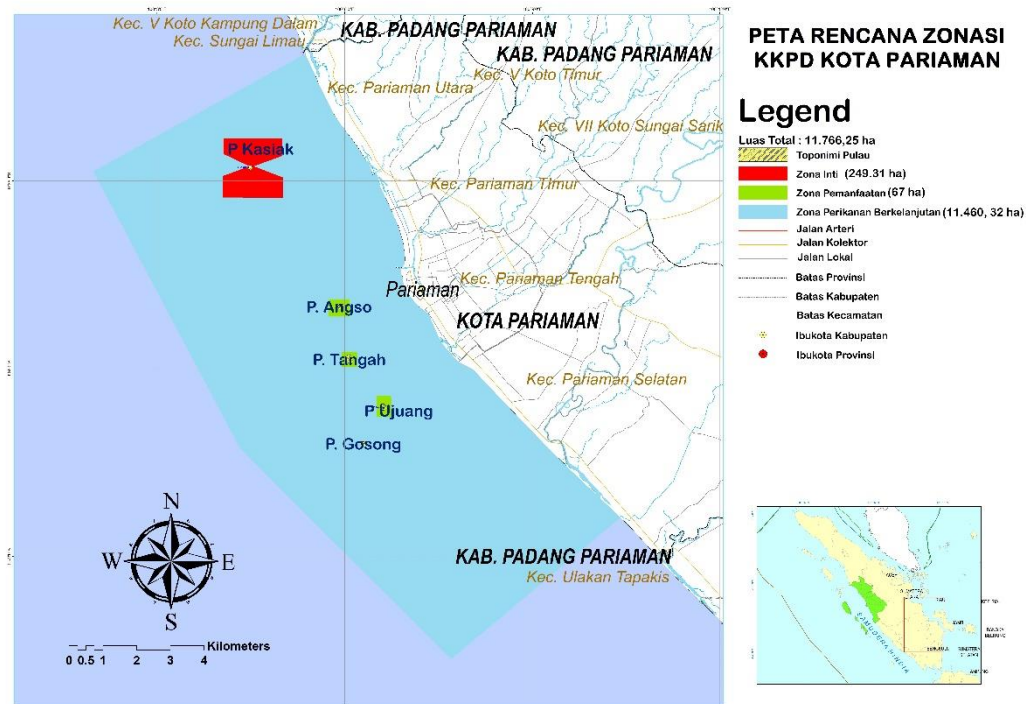 Kec. V Koto Kampung Dalam
Kec. Sungai Limau
KAB. PADANG PARIAMAN
KAB. PADANG PARIAMAN
Kec. V Koto Timur
Kec. Pariaman Utara
Kec. VII Koto Sungai Sarik
P Kasiak
Kec. Pariaman Timur
Kec. Pariaman Tengah
Pariaman
P. Angso
KOTA PARIAMAN
P. Tangah
Kec. Pariaman Selatan
P Ujuang
P. Gosong
KAB. PADANG PARIAMAN
Kec. Ulakan Tapakis
N
W E
S
Kilometers
0 0.5 1 2 3 4
PETA RENCANA ZONASI
KKPD KOTA PARIAMAN
Legend
Luas Total : 11.766,25 ha
Toponimi Pulau
Zona Inti (249.31 ha)
Zona Pemanfaatan (67 ha)
Zona Perikanan Berkelanjutan (11.460, 32 ha)
Jalan Arteri
Jalan Kolektor
Jalan Lokal
Batas Provinsi
Batas Kabupaten
Batas Kecamatan
Ibukota Kabupaten
Ibukota Provinsi
SAMUDERA HINDIA